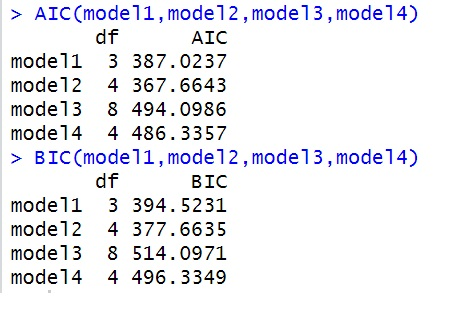 > AIC(model1,model2,model3,model4)
       df      AIC
model1  3 387.0237
model2  4 367.6643
model3  8 494.0986
model4  4 486.3357
> BIC(model1,model2,model3,model4)
       df      BIC
model1  3 394.5231
model2  4 377.6635
model3  8 514.0971
model4  4 496.3349